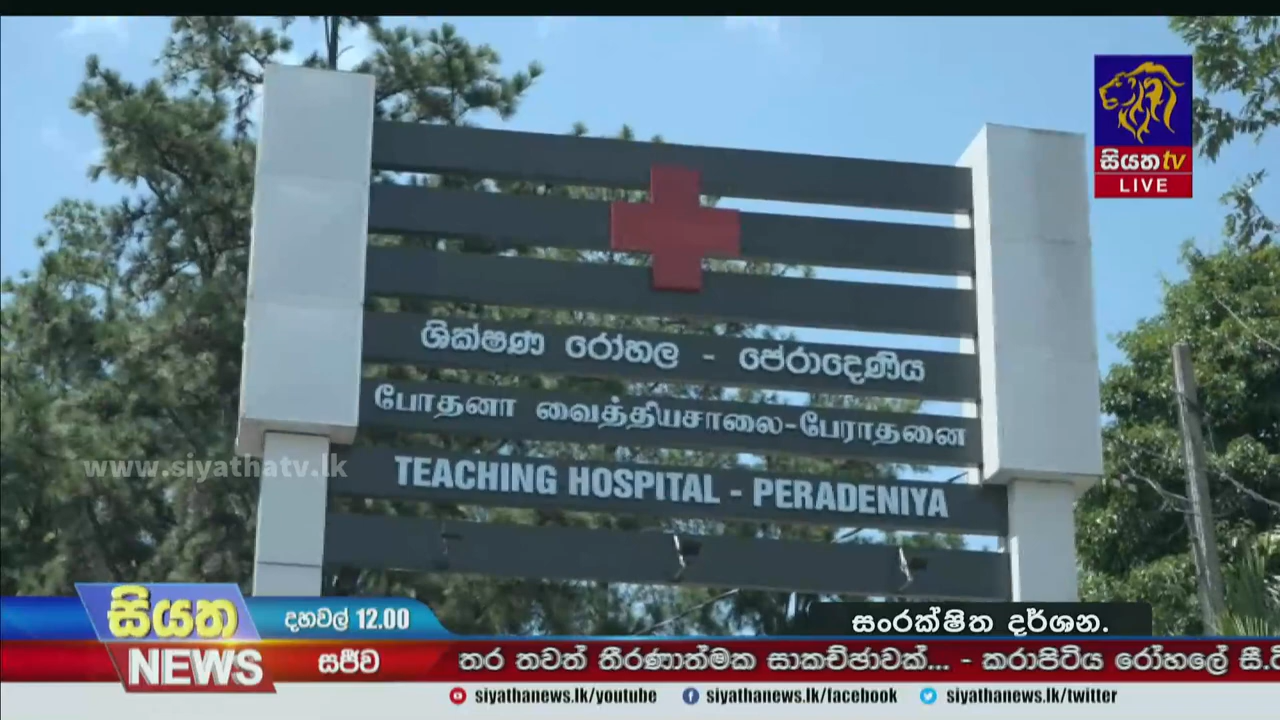 සියත tv
LIVE
ශික්ෂණ රෝහල - පේරාදෙණිය
போதனா வைத்தியசாலை-பேராதனை
TEACHING HOSPITAL - PERADENIYA
www.siyathatv.lk
සියත
NEWS
දහවල් 12.00
සංරක්ෂිත දර්ශන.
සජීව
තර තවත් තීරණාත්මක සාකච්ඡාවක්... - කරාපිටිය රෝහලේ සී.ටී
siyathanews.lk/youtube
siyathanews.lk/facebook
siyathanews.lk/twitter